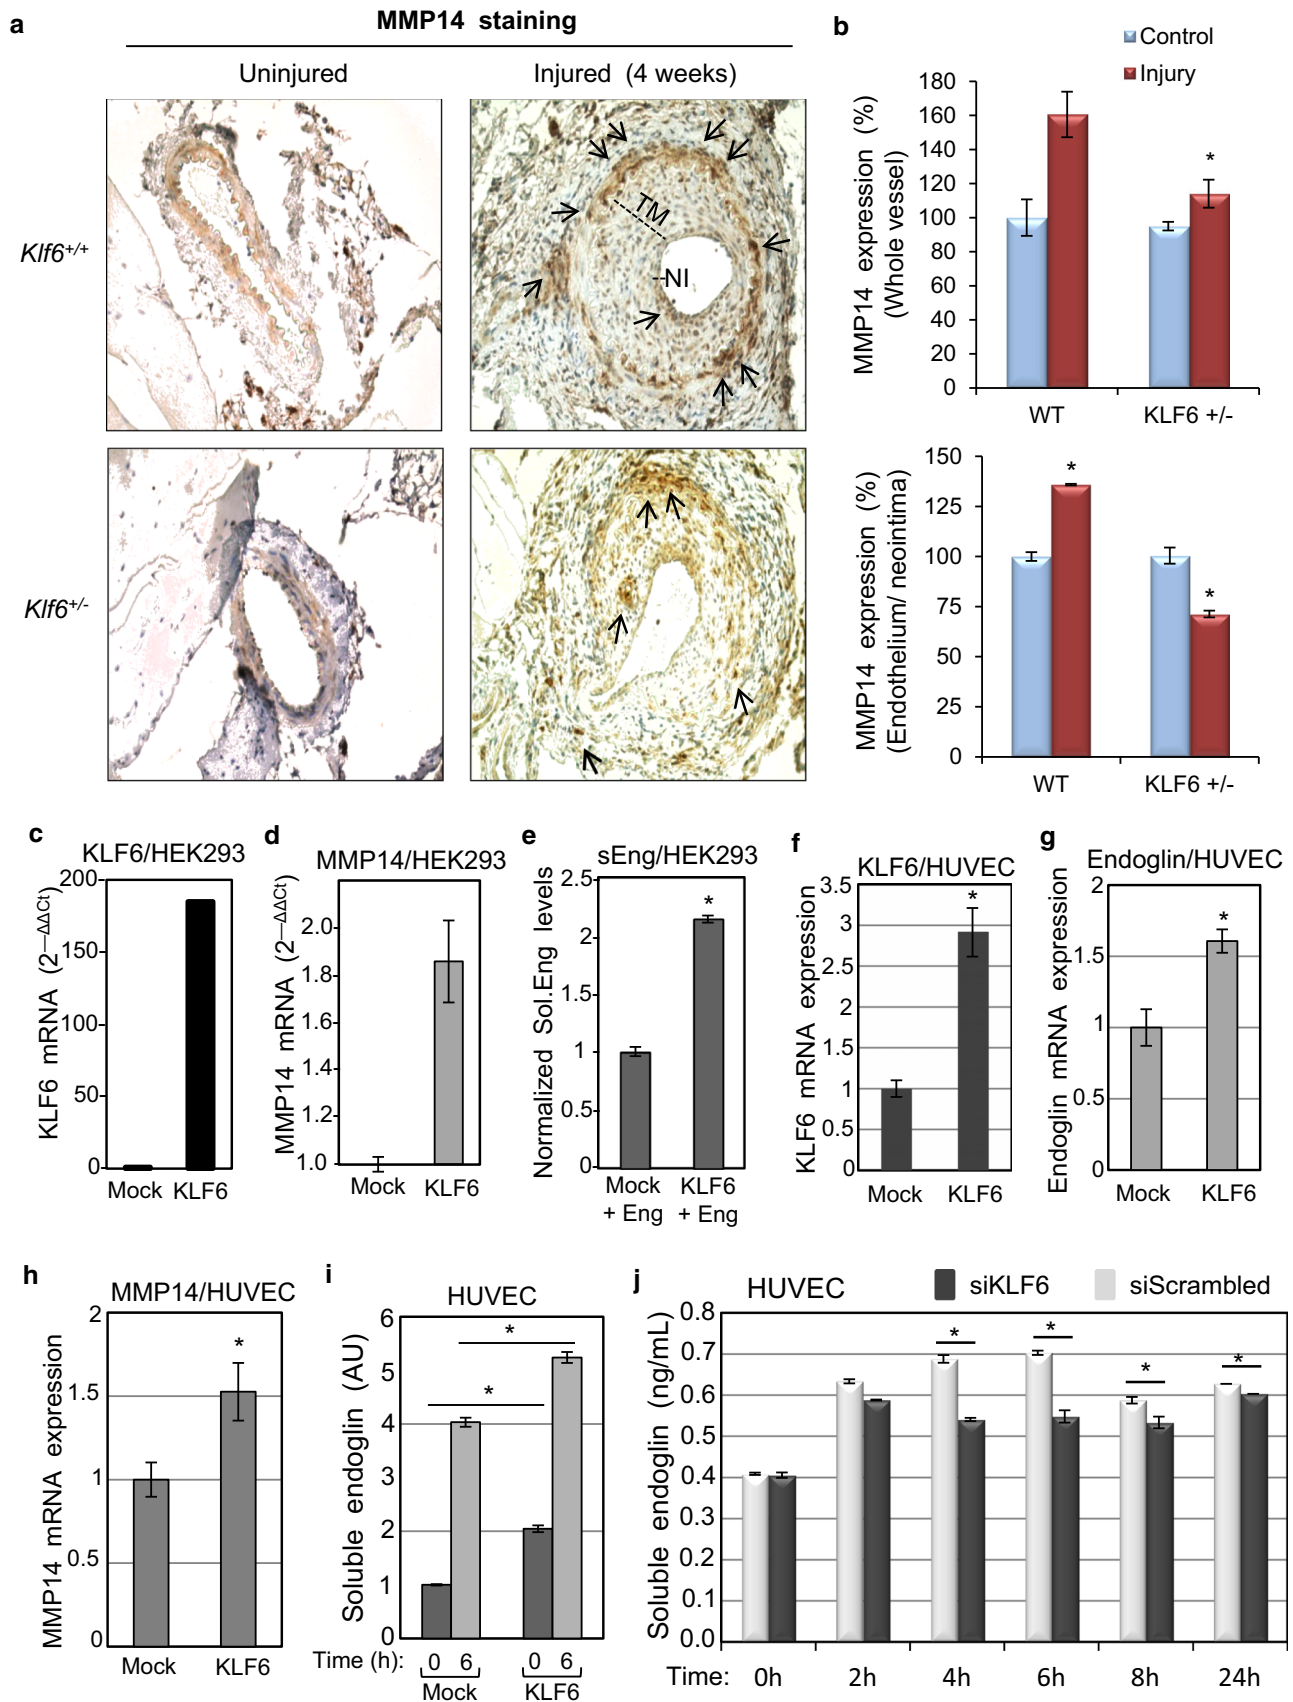 a
MMP14 staining
Uninjured
Injured (4 weeks)
Klf6+/+
Klf6+/-
TM
NI
b
Control
Injury
MMP14 expression (%)
(Whole vessel)
180
160
140
120
100
80
60
40
20
0
*
WT
KLF6 +/-
MMP14 expression (%)
(Endothelium/ neointima)
150
125
100
75
50
25
0
*
*
WT
KLF6 +/-
c
KLF6/HEK293
KLF6 mRNA (2—ΔΔCt)
200
150
100
50
0
Mock
KLF6
d
MMP14/HEK293
MMP14 mRNA (2—ΔΔCt)
2.0
1.8
1.6
1.4
1.2
1.0
Mock
KLF6
e
sEng/HEK293
Normalized Sol.Eng levels
2.5
2
1.5
1
0.5
0
*
Mock + Eng
KLF6 + Eng
f
KLF6/HUVEC
KLF6 mRNA expression
3.5
3
2.5
2
1.5
1
0.5
0
*
Mock
KLF6
g
Endoglin/HUVEC
Endoglin mRNA expression
2
1.5
1
0.5
0
*
Mock
KLF6
h
MMP14/HUVEC
MMP14 mRNA expression
2
1.5
1
0.5
0
*
Mock
KLF6
i
HUVEC
Soluble endoglin (AU)
6
5
4
3
2
1
0
*
*
Time (h):
0 6
0 6
Mock
KLF6
j
HUVEC
siKLF6
siScrambled
Soluble endoglin (ng/mL)
0.8
0.7
0.6
0.5
0.4
0.3
0.2
0.1
0.0
*
*
*
*
Time: 0h 2h 4h 6h 8h 24h